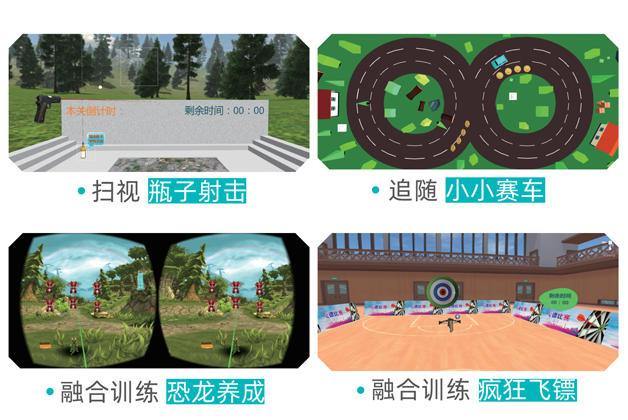 本关倒计时：
剩余时间：00：00
• 扫视 瓶子射击
• 追随 小小赛车
剩余时间
00 : 00
• 融合训练 恐龙养成
• 融合训练 疯狂飞镖